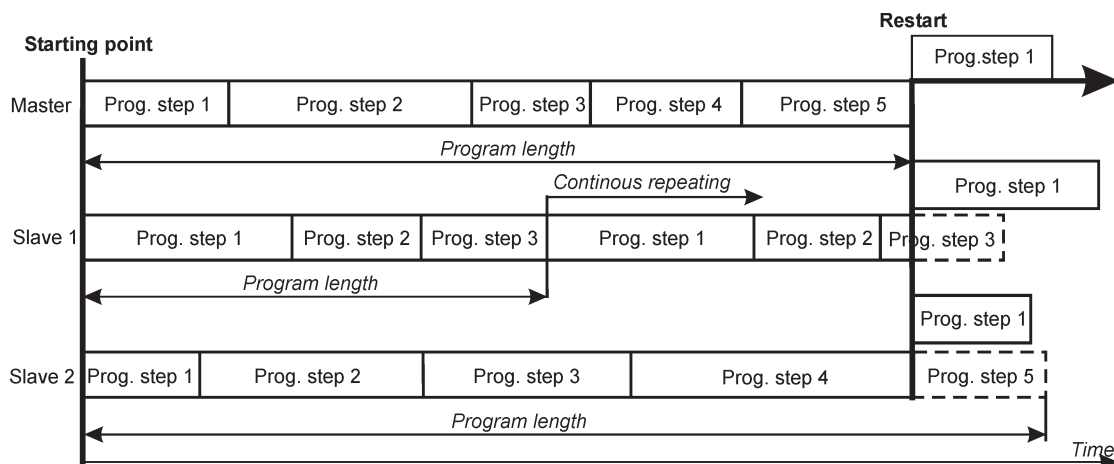 Restart
Starting point
Prog.step 1
Master
Prog. step 1
Prog. step 2
Prog. step 3
Prog. step 4
Prog. step 5
Program length
Continous repeating
Prog. step 1
Slave 1
Prog. step 1
Prog. step 2
Prog. step 3
Prog. step 1
Prog. step 2
Prog. step 3
Program length
Prog. step 1
Slave 2
Prog. step 1
Prog. step 2
Prog. step 3
Prog. step 4
Prog. step 5
Program length
Time